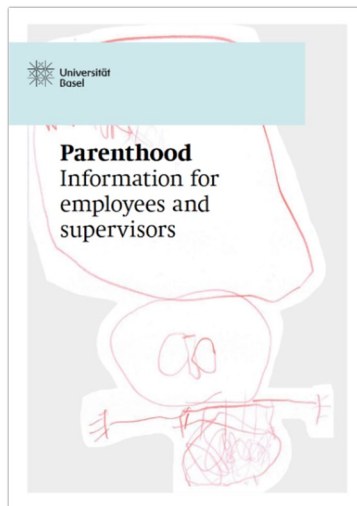 Universität
Basel
Parenthood
Information for
employees and
supervisors